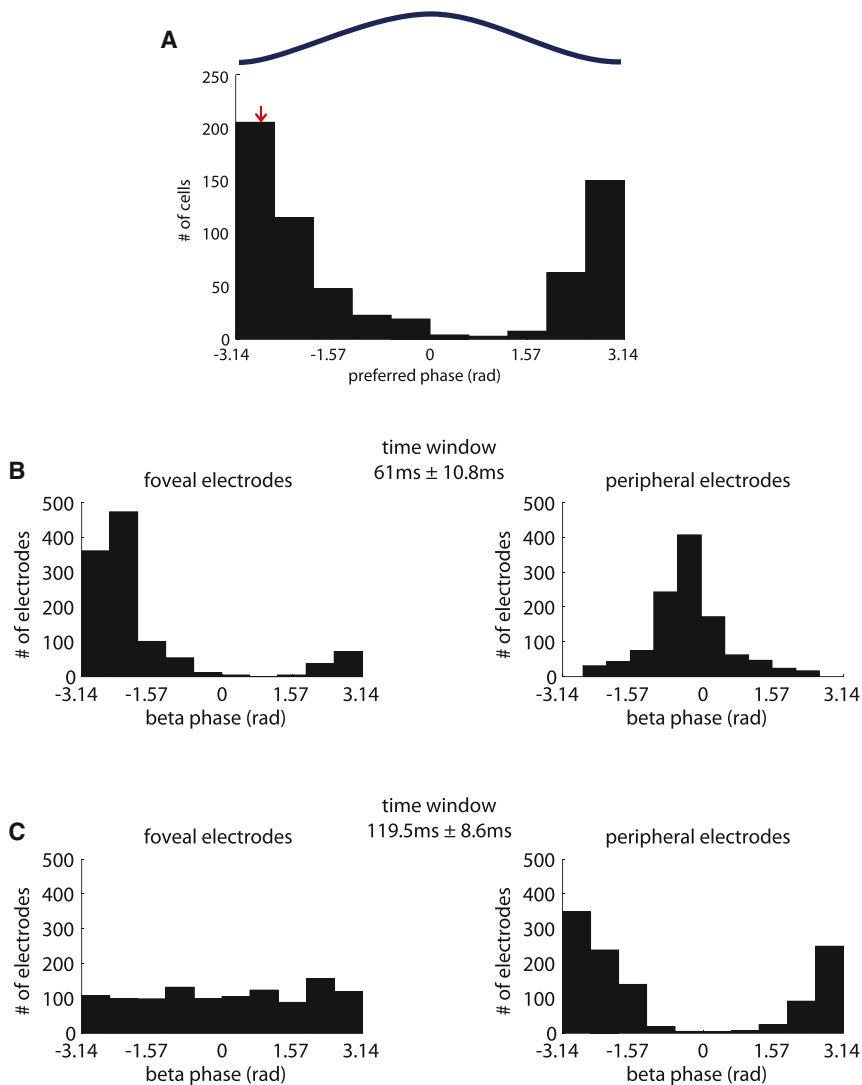 A
250
200
150
100
50
0
# of cells
-3.14 -1.57 0 1.57 3.14
preferred phase (rad)
B
time window
61ms ± 10.8ms
foveal electrodes
500
400
300
200
100
0
# of electrodes
-3.14 -1.57 0 1.57 3.14
beta phase (rad)
peripheral electrodes
500
400
300
200
100
0
# of electrodes
-3.14 -1.57 0 1.57 3.14
beta phase (rad)
C
time window
119.5ms ± 8.6ms
foveal electrodes
500
400
300
200
100
0
# of electrodes
-3.14 -1.57 0 1.57 3.14
beta phase (rad)
peripheral electrodes
500
400
300
200
100
0
# of electrodes
-3.14 -1.57 0 1.57 3.14
beta phase (rad)